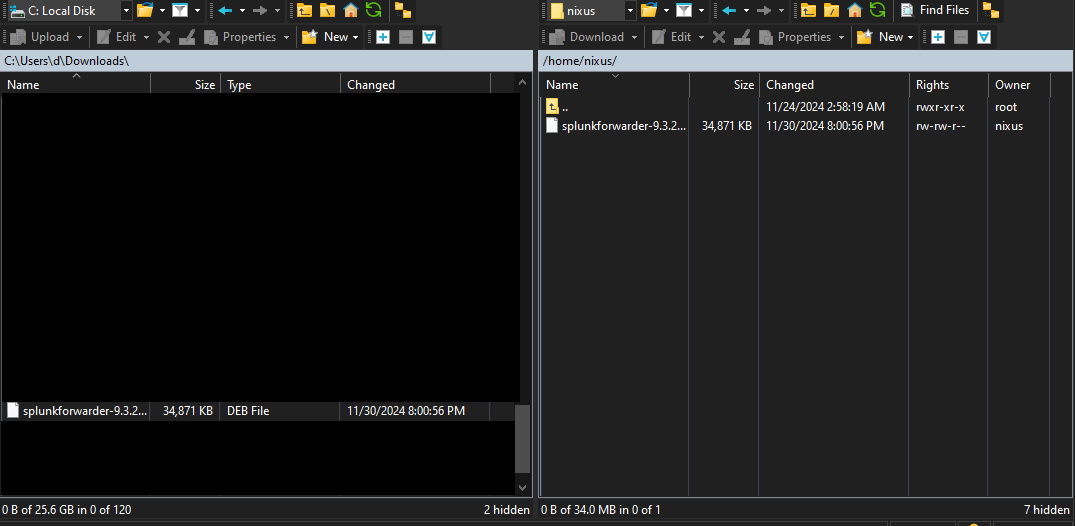 C: Local Disk
Upload Edit Properties New
C:\Users\d\Downloads\
Name Size Type Changed
splunkforwarder-9.3.2... 34,871 KB DEB File 11/30/2024 8:00:56 PM
0 B of 25.6 GB in 0 of 120 2 hidden
nixus Find Files
Download Edit Properties New
/home/nixus/
Name Size Changed Rights Owner
.. 11/24/2024 2:58:19 AM rwxr-xr-x root
splunkforwarder-9.3.2... 34,871 KB 11/30/2024 8:00:56 PM rw-rw-r-- nixus
0 B of 34.0 MB in 0 of 1 7 hidden